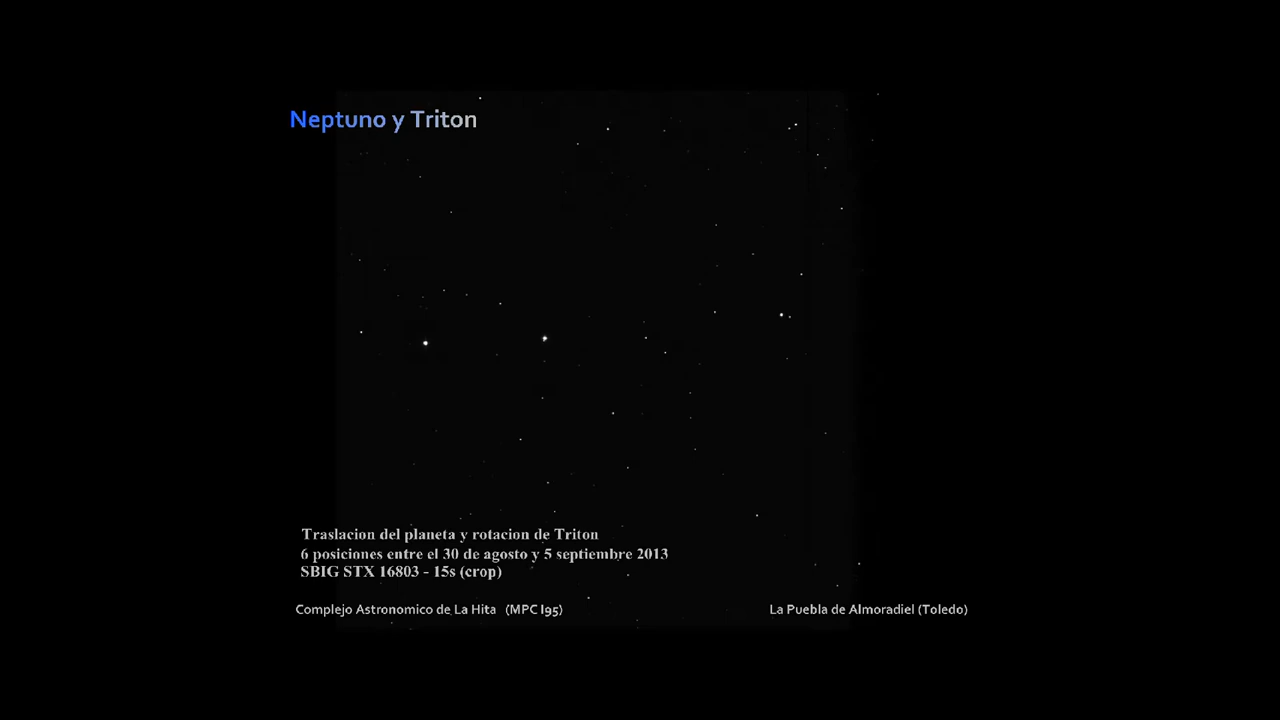 Neptuno y Triton
Traslacion del planeta y rotacion de Triton
6 posiciones entre el 30 de agosto y 5 septiembre 2013
SBIG STX 16803 - 15s (crop)
Complejo Astronomico de La Hita (MPC I95)
La Puebla de Almoradiel (Toledo)